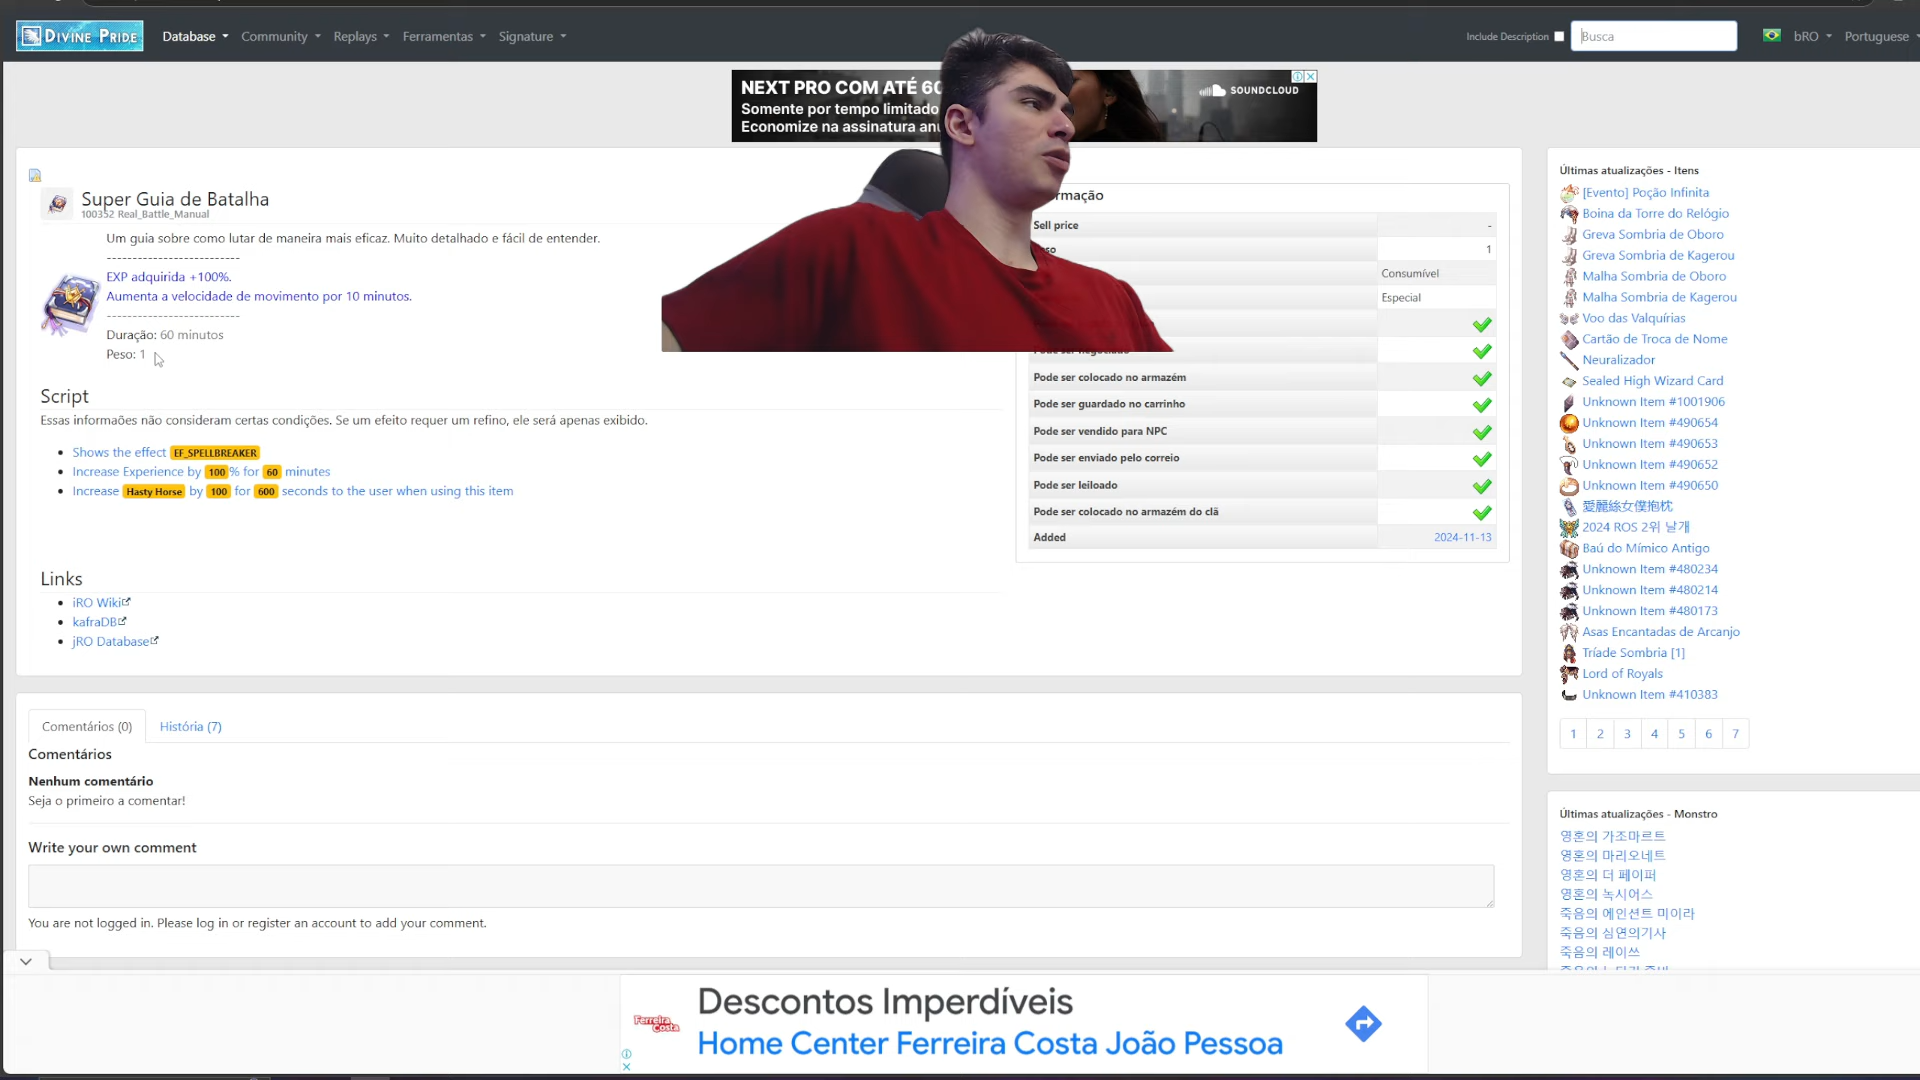 DIVINE PRIDE
Database
Community
Replays
Ferramentas
Signature
Include Description
Busca
bRO
Portuguese
NEXT PRO COM ATÉ 60
Somente por tempo limitado
Economize na assinatura anu
SOUNDCLOUD
Super Guia de Batalha
100352 Real_Battle_Manual
Um guia sobre como lutar de maneira mais eficaz. Muito detalhado e fácil de entender.
--------------------------
EXP adquirida +100%.
Aumenta a velocidade de movimento por 10 minutos.
--------------------------
Duração: 60 minutos
Peso: 1
Script
Essas informaões não consideram certas condições. Se um efeito requer um refino, ele será apenas exibido.
Shows the effect EF_SPELLBREAKER
Increase Experience by 100 % for 60 minutes
Increase Hasty Horse by 100 for 600 seconds to the user when using this item
Links
iRO Wiki
kafraDB
jRO Database
rmação
Sell price -
1
Consumível
Especial
Pode ser negociado
Pode ser colocado no armazém
Pode ser guardado no carrinho
Pode ser vendido para NPC
Pode ser enviado pelo correio
Pode ser leiloado
Pode ser colocado no armazém do clã
Added 2024-11-13
Comentários (0)
História (7)
Comentários
Nenhum comentário
Seja o primeiro a comentar!
Write your own comment
You are not logged in. Please log in or register an account to add your comment.
Últimas atualizações - Itens
[Evento] Poção Infinita
Boina da Torre do Relógio
Greva Sombria de Oboro
Greva Sombria de Kagerou
Malha Sombria de Oboro
Malha Sombria de Kagerou
Voo das Valquírias
Cartão de Troca de Nome
Neuralizador
Sealed High Wizard Card
Unknown Item #1001906
Unknown Item #490654
Unknown Item #490653
Unknown Item #490652
Unknown Item #490650
愛麗絲女僕抱枕
2024 ROS 2위 날개
Baú do Mímico Antigo
Unknown Item #480234
Unknown Item #480214
Unknown Item #480173
Asas Encantadas de Arcanjo
Tríade Sombria [1]
Lord of Royals
Unknown Item #410383
1 2 3 4 5 6 7
Últimas atualizações - Monstro
영혼의 가조마르트
영혼의 마리오네트
영혼의 더 페이퍼
영혼의 녹시어스
죽음의 에인션트 미이라
죽음의 심연의기사
죽음의 레이쓰
Ferreira Costa
Descontos Imperdíveis
Home Center Ferreira Costa João Pessoa